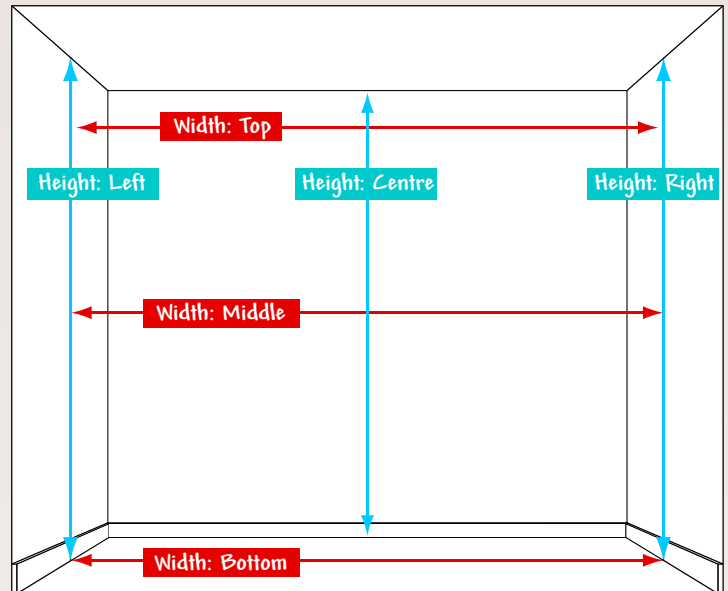 Width: Top
Height: Left
Height: Centre
Height: Right
Width: Middle
Width: Bottom